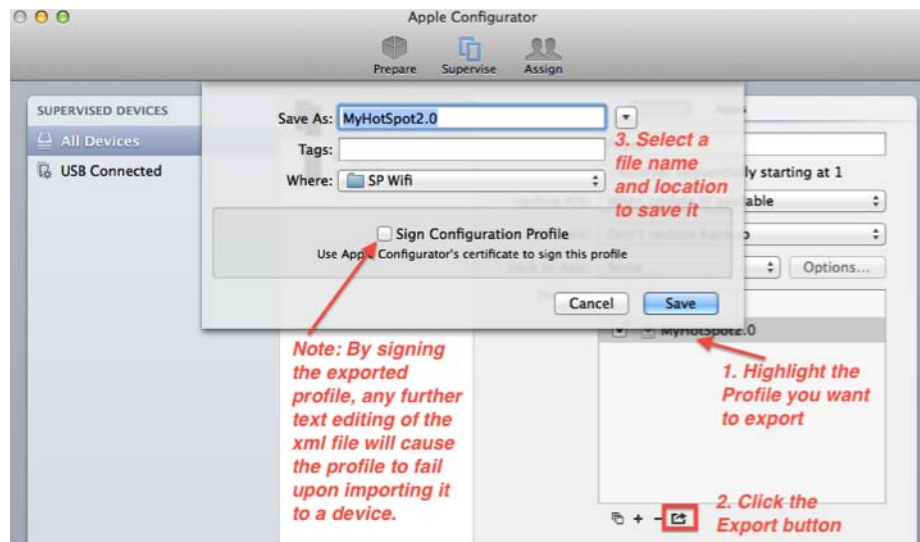 Apple Configurator
Prepare Supervise Assign
SUPERVISED DEVICES
All Devices
USB Connected
Save As: MyHotSpot2.0
Tags:
Where: SP Wifi
Sign Configuration Profile
Use Apple Configurator's certificate to sign this profile
Cancel Save
3. Select a
file name
and location
to save it
ly starting at 1
able
Options...
MyHotSpot2.0
Note: By signing
the exported
profile, any further
text editing of the
xml file will cause
the profile to fail
upon importing it
to a device.
1. Highlight the
Profile you want
to export
2. Click the
Export button